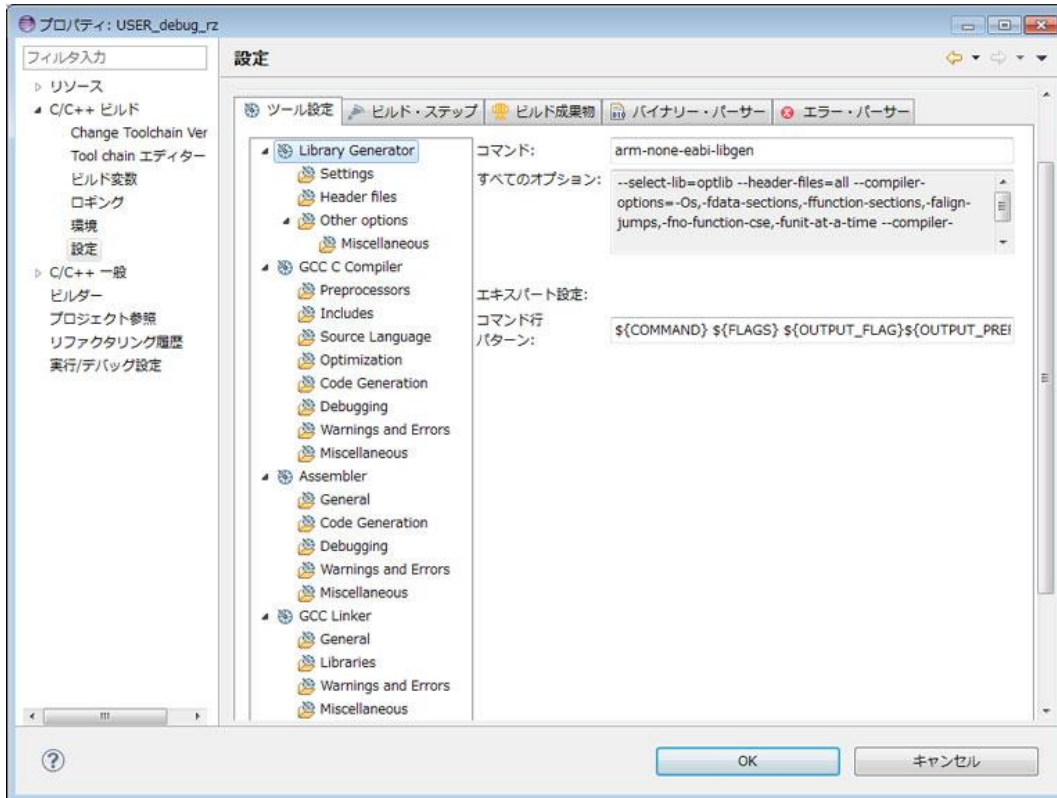 プロパティ: USER_debug_rz
フィルタ入力
設定
リソース
C/C++ ビルド
Change Toolchain Ver
Tool chain エディター
ビルド変数
ロギング
環境
設定
C/C++ 一般
ビルダー
プロジェクト参照
リファクタリング履歴
実行/デバッグ設定
ツール設定 ビルド・ステップ ビルド成果物 バイナリー・パーサー エラー・パーサー
Library Generator
Settings
Header files
Other options
Miscellaneous
GCC C Compiler
Preprocessors
Includes
Source Language
Optimization
Code Generation
Debugging
Warnings and Errors
Miscellaneous
Assembler
General
Code Generation
Debugging
Warnings and Errors
Miscellaneous
GCC Linker
General
Libraries
Warnings and Errors
Miscellaneous
コマンド: arm-none-eabi-libgen
すべてのオプション: --select-lib=optlib --header-files=all --compiler-
options=-Os,-fdata-sections,-ffunction-sections,-falign-
jumps,-fno-function-cse,-funit-at-a-time --compiler-
エキスパート設定:
コマンド行
パターン: ${COMMAND} ${FLAGS} ${OUTPUT_FLAG}${OUTPUT_PREI
OK キャンセル